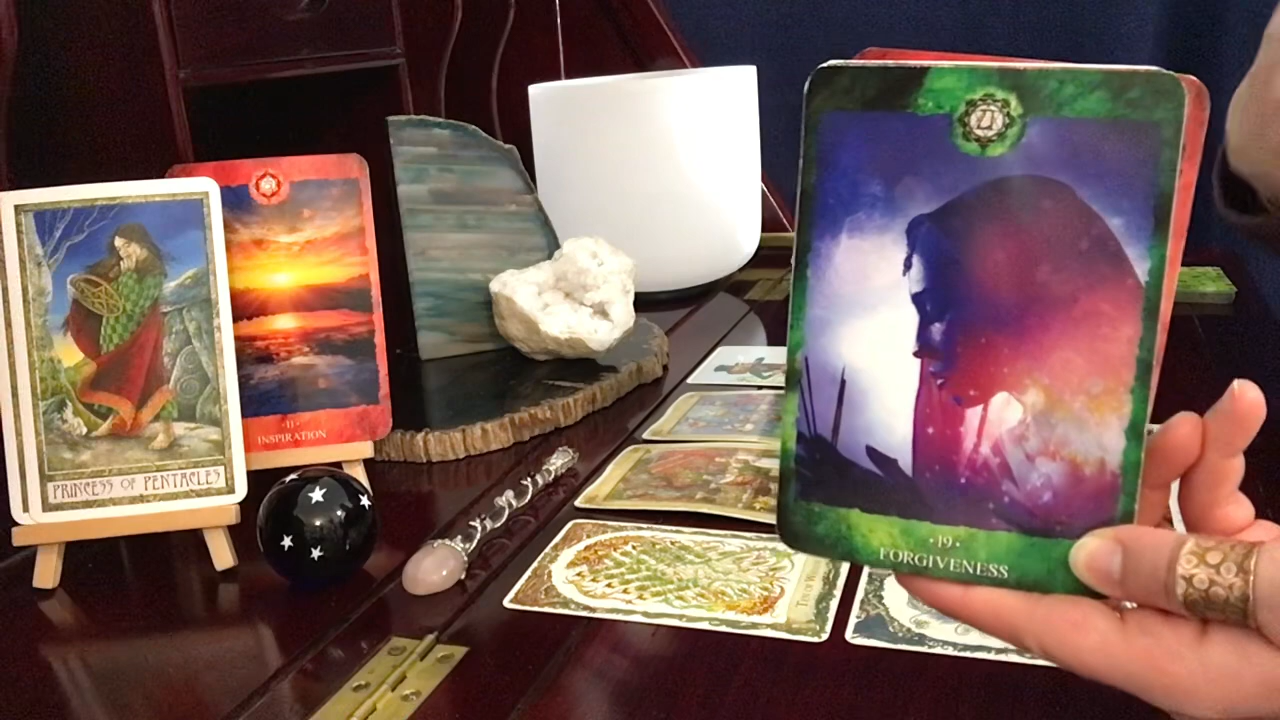 PRINCESS OF PENTACLES
·11·
INSPIRATION
·19·
FORGIVENESS